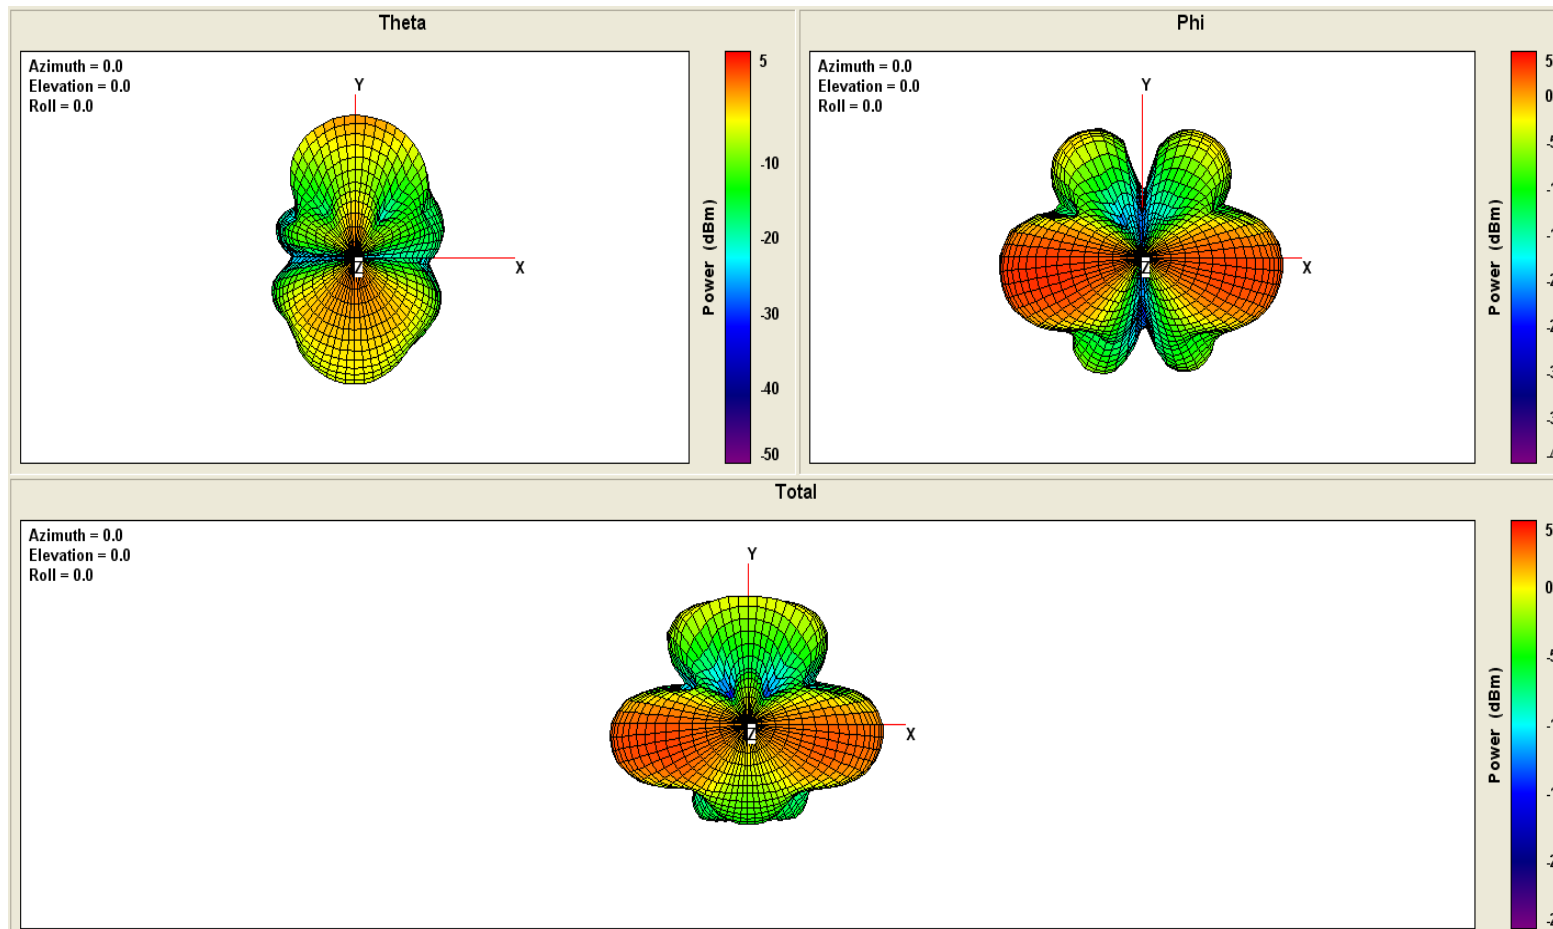 Theta
Azimuth = 0.0
Elevation = 0.0
Roll = 0.0
Y
X
Z
5
-10
-20
-30
-40
-50
Power (dBm)
Phi
Azimuth = 0.0
Elevation = 0.0
Roll = 0.0
Y
X
Z
5
0
-5
Power (dBm)
Total
Azimuth = 0.0
Elevation = 0.0
Roll = 0.0
Y
X
Z
5
0
-5
Power (dBm)